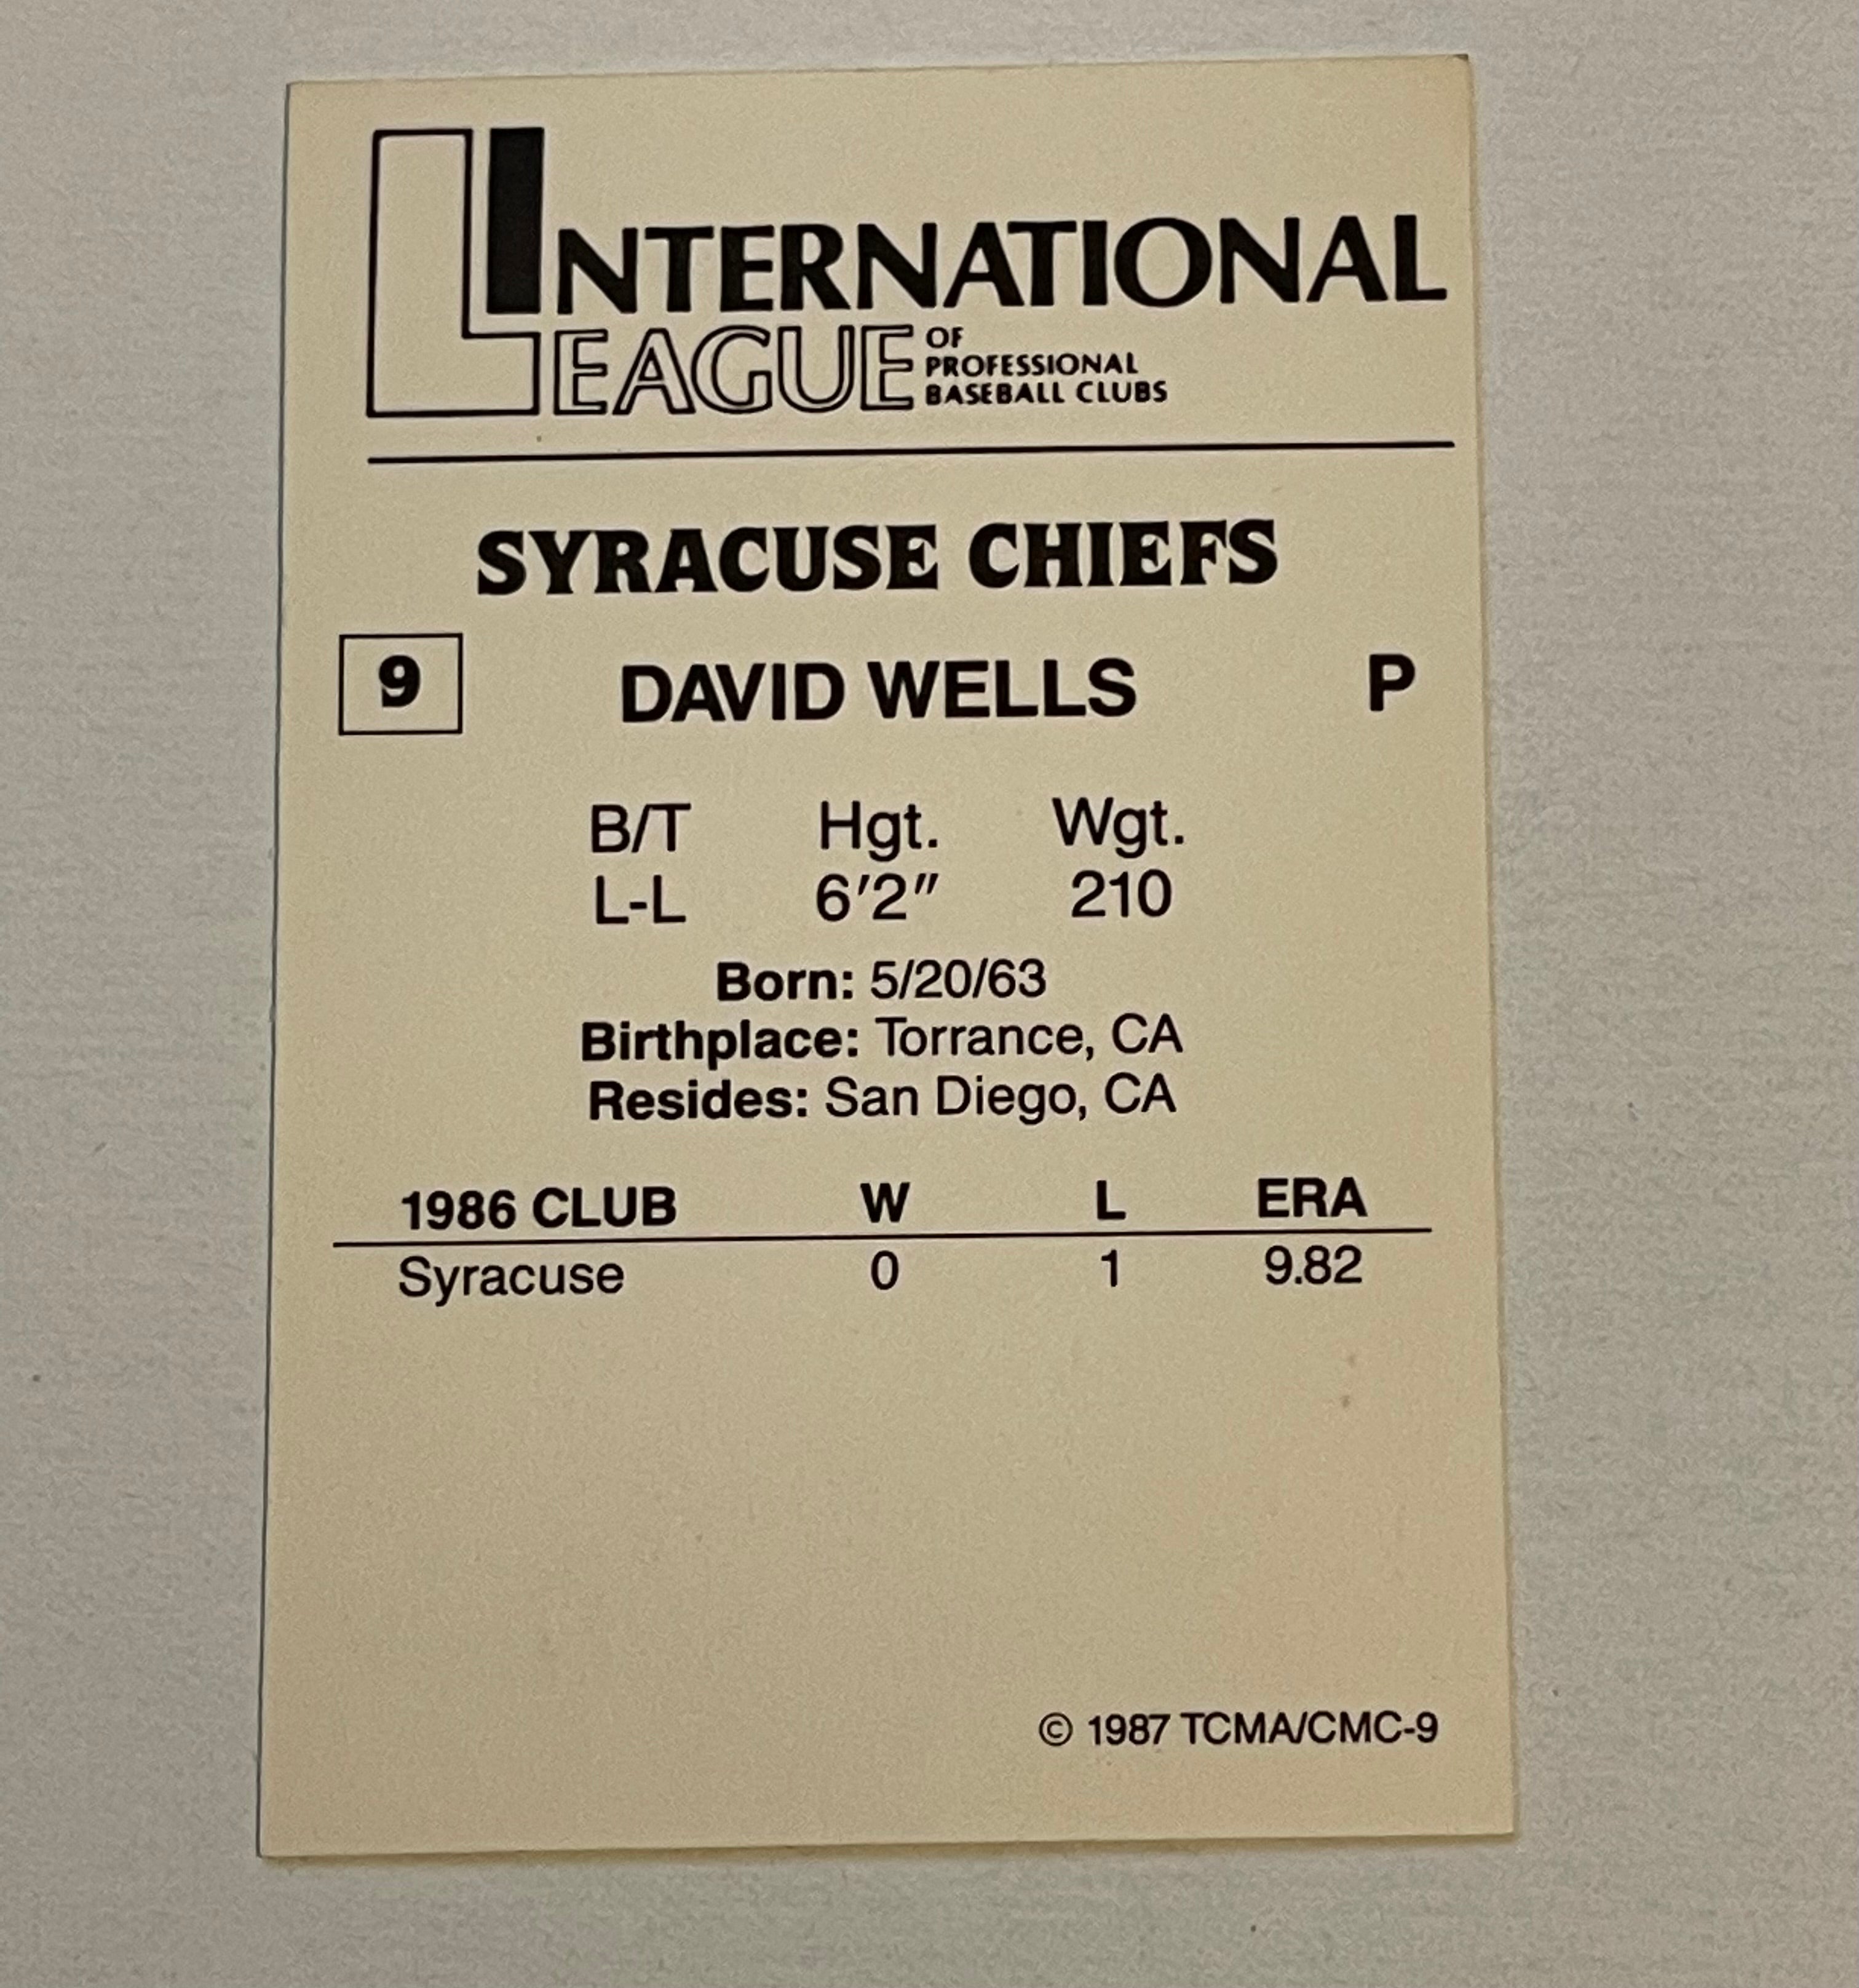 INTERNATIONAL
LEAGUE OF
PROFESSIONAL
BASEBALL CLUBS
SYRACUSE CHIEFS
9 DAVID WELLS P
B/T Hgt. Wgt.
L-L 6'2" 210
Born: 5/20/63
Birthplace: Torrance, CA
Resides: San Diego, CA
1986 CLUB W L ERA
Syracuse 0 1 9.82
© 1987 TCMA/CMC-9